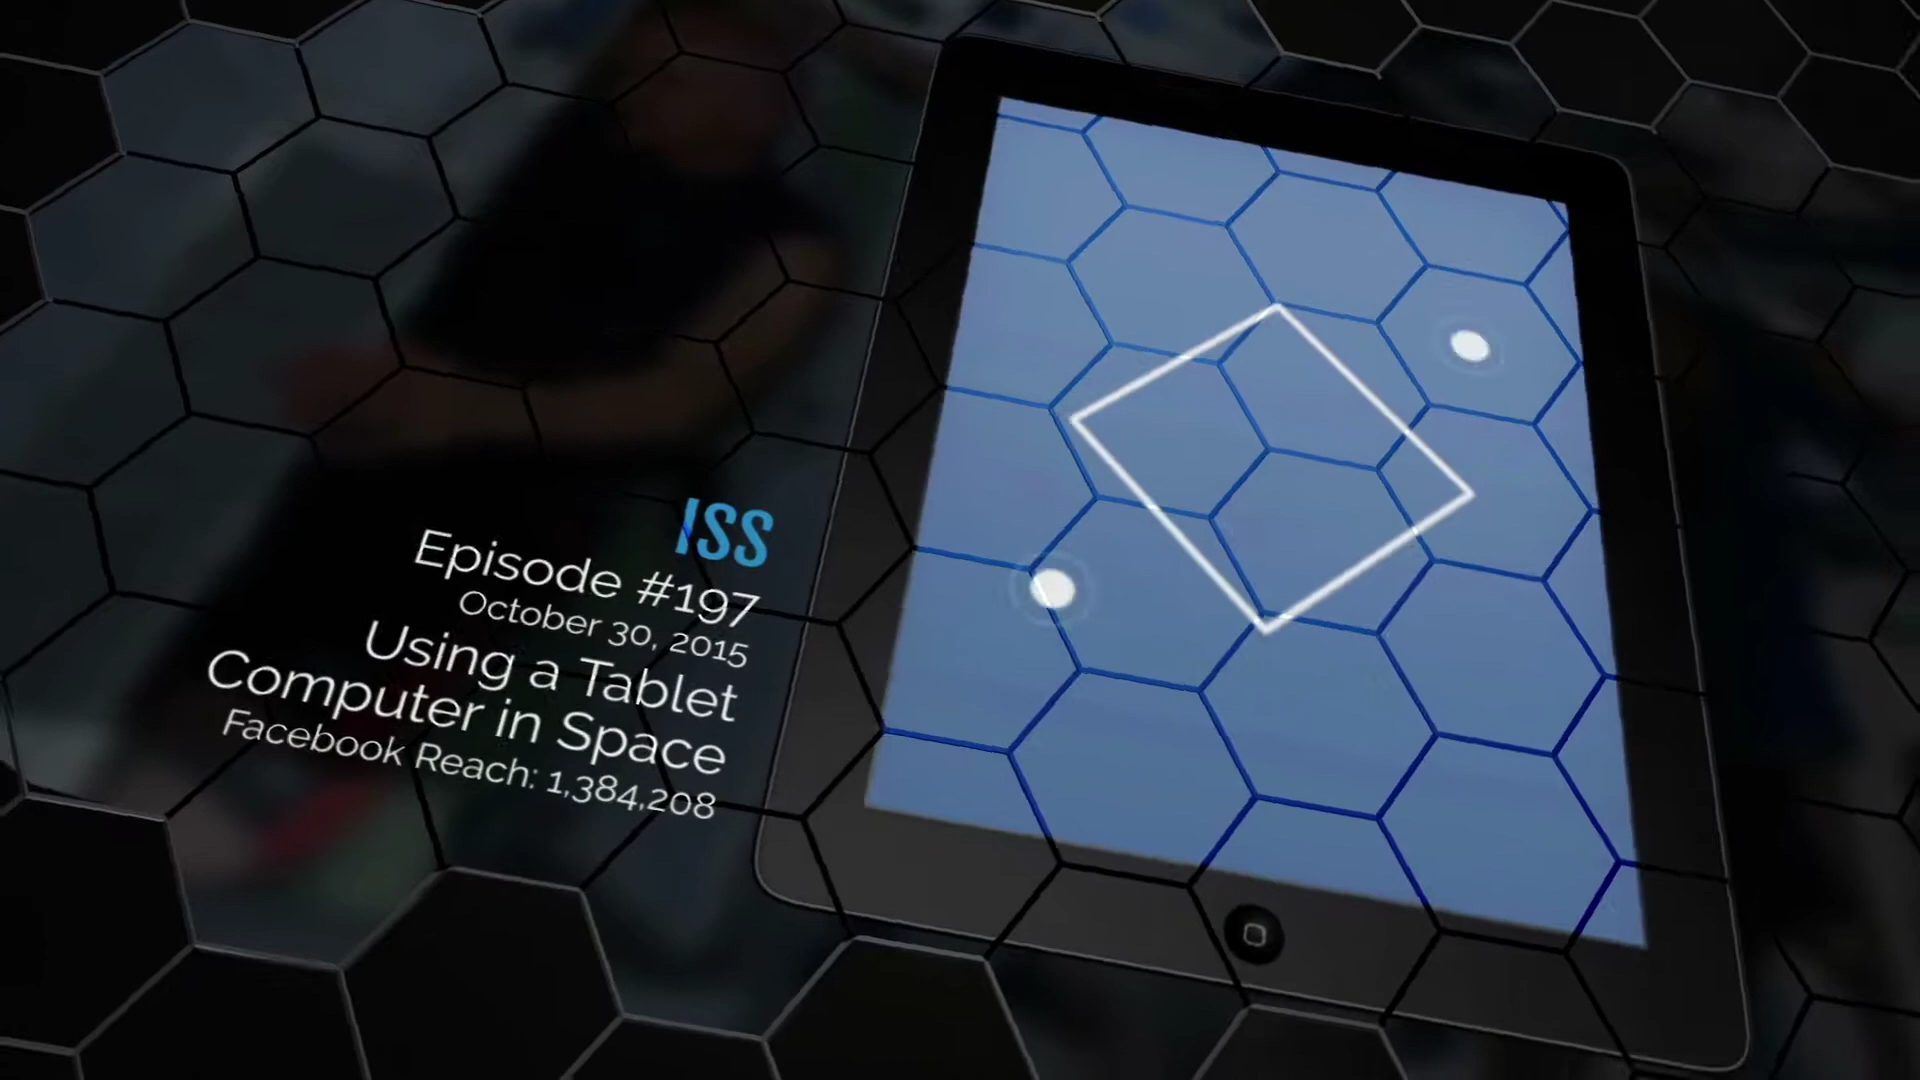 ISS
Episode #197
October 30, 2015
Using a Tablet
Computer in Space
Facebook Reach: 1,384,208